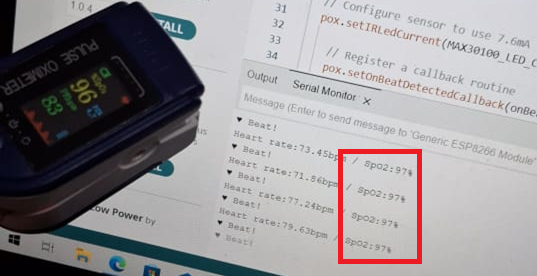 1.0.4
TALL
PULSE OXIMETER
96
83
31
32
33
34
// Configure sensor to use 7.6mA
pox.setIRLedCurrent(MAX30100_LED_C
// Register a callback routine
pox.setOnBeatDetectedCallback(onBe
Output
Serial Monitor ×
Message (Enter to send message to 'Generic ESP8266 Module'
♥ Beat!
Heart rate:73.45bpm / SpO2:97%
♥ Beat!
Heart rate:71.86bpm / SpO2:97%
♥ Beat!
Heart rate:77.24bpm / SpO2:97%
♥ Beat!
Heart rate:79.63bpm / SpO2:97%
♥ Beat!
Low Power by